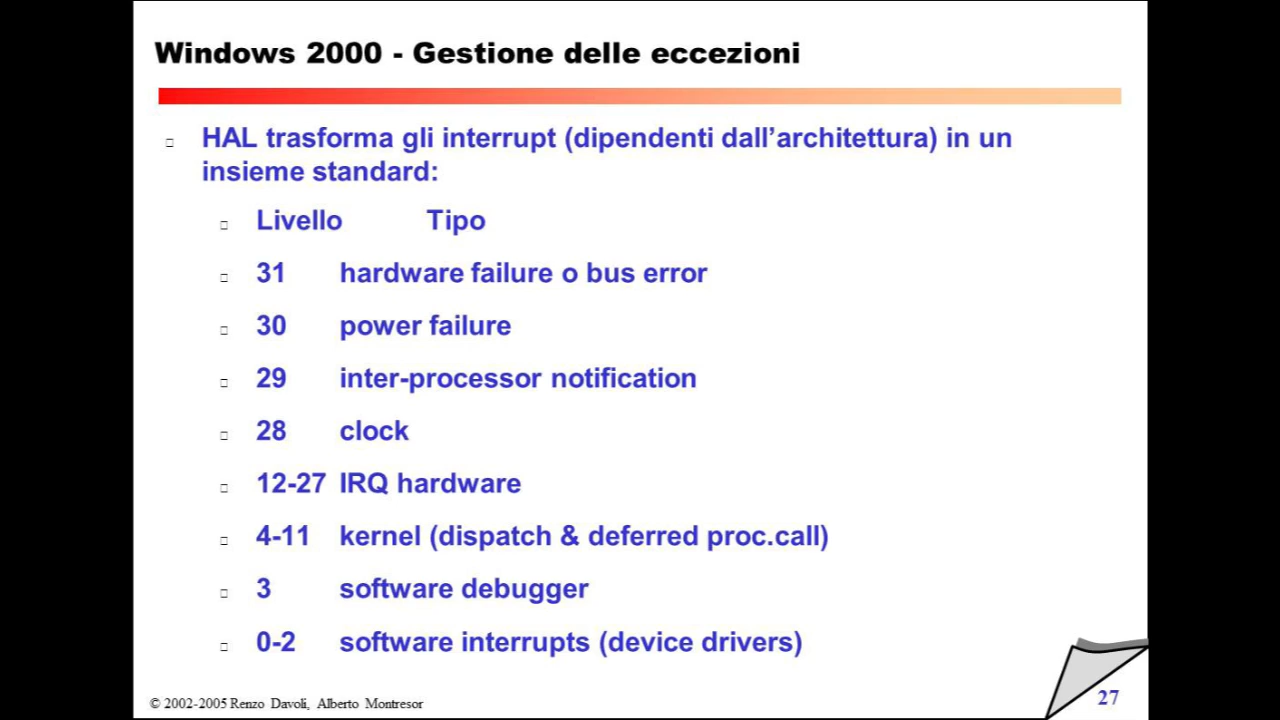 Windows 2000 - Gestione delle eccezioni
HAL trasforma gli interrupt (dipendenti dall’architettura) in un
insieme standard:
Livello Tipo
31 hardware failure o bus error
30 power failure
29 inter-processor notification
28 clock
12-27 IRQ hardware
4-11 kernel (dispatch & deferred proc.call)
3 software debugger
0-2 software interrupts (device drivers)
© 2002-2005 Renzo Davoli, Alberto Montresor
27